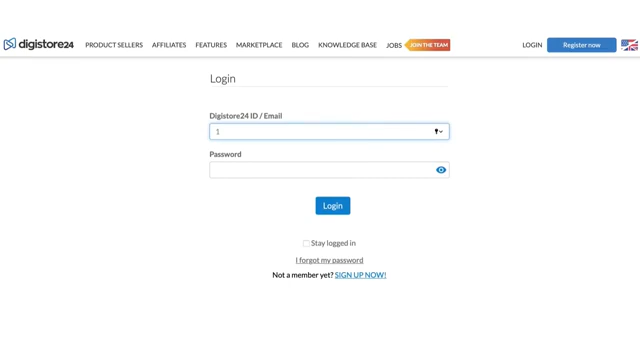 digistore24 PRODUCT SELLERS AFFILIATES FEATURES MARKETPLACE BLOG KNOWLEDGE BASE JOBS JOIN THE TEAM LOGIN Register now
Login
Digistore24 ID / Email
1
Password
Login
Stay logged in
I forgot my password
Not a member yet? SIGN UP NOW!